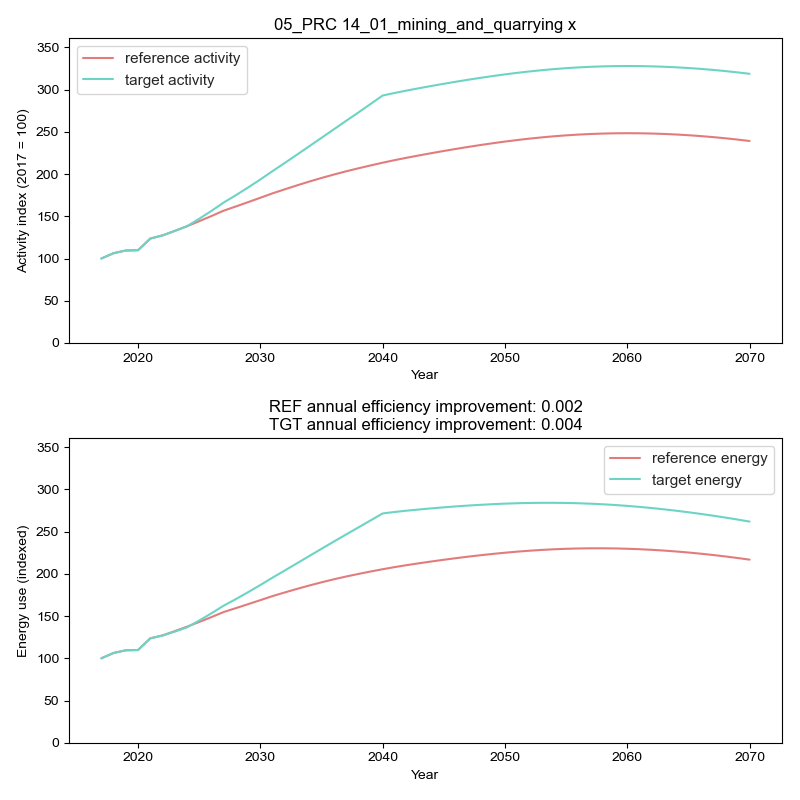 05_PRC 14_01_mining_and_quarrying x
350
300
250
200
150
100
50
0
Activity index (2017 = 100)
reference activity
target activity
2020 2030 2040 2050 2060 2070
Year
REF annual efficiency improvement: 0.002
TGT annual efficiency improvement: 0.004
350
300
250
200
150
100
50
0
Energy use (indexed)
reference energy
target energy
2020 2030 2040 2050 2060 2070
Year